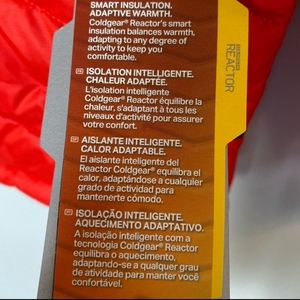 SMART INSULATION.
ADAPTIVE WARMTH.
Coldgear® Reactor's smart
insulation balances warmth,
adapting to any degree of
activity to keep you
comfortable.
FR ISOLATION INTELLIGENTE.
CHALEUR ADAPTÉE.
L'isolation intelligente
Coldgear® Reactor équilibre la
chaleur, s'adaptant à tous les
niveaux d'activité pour assurer
votre confort.
AISLANTE INTELIGENTE.
CALOR ADAPTABLE.
El aislante inteligente del
Reactor Coldgear® equilibra el
calor, adaptándose a cualquier
grado de actividad para
mantenerte cómodo.
ISOLAÇÃO INTELIGENTE.
AQUECIMENTO ADAPTATIVO.
A isolação inteligente com a
tecnologia Coldgear® Reactor
equilibra o aquecimento,
adaptando-se a qualquer grau
de atividade para manter você
confortável.
REACTOR